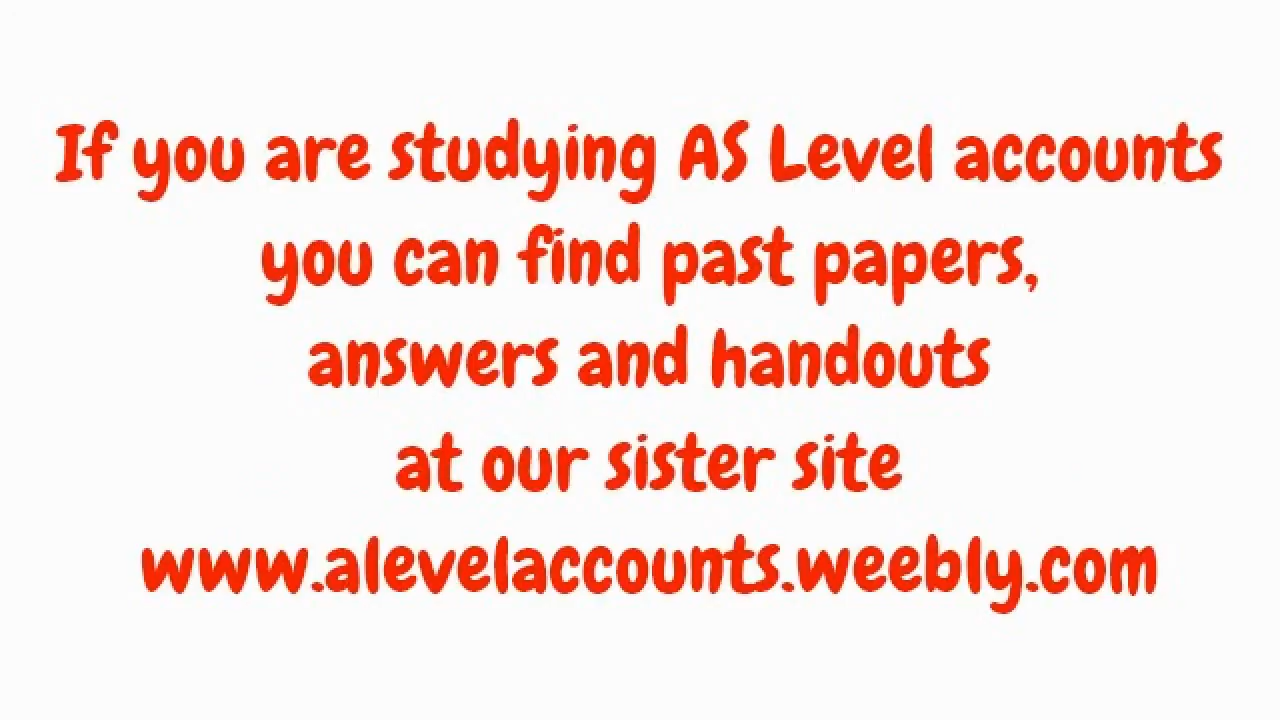 If you are studying AS Level accounts
you can find past papers,
answers and handouts
at our sister site
www.alevelaccounts.weebly.com